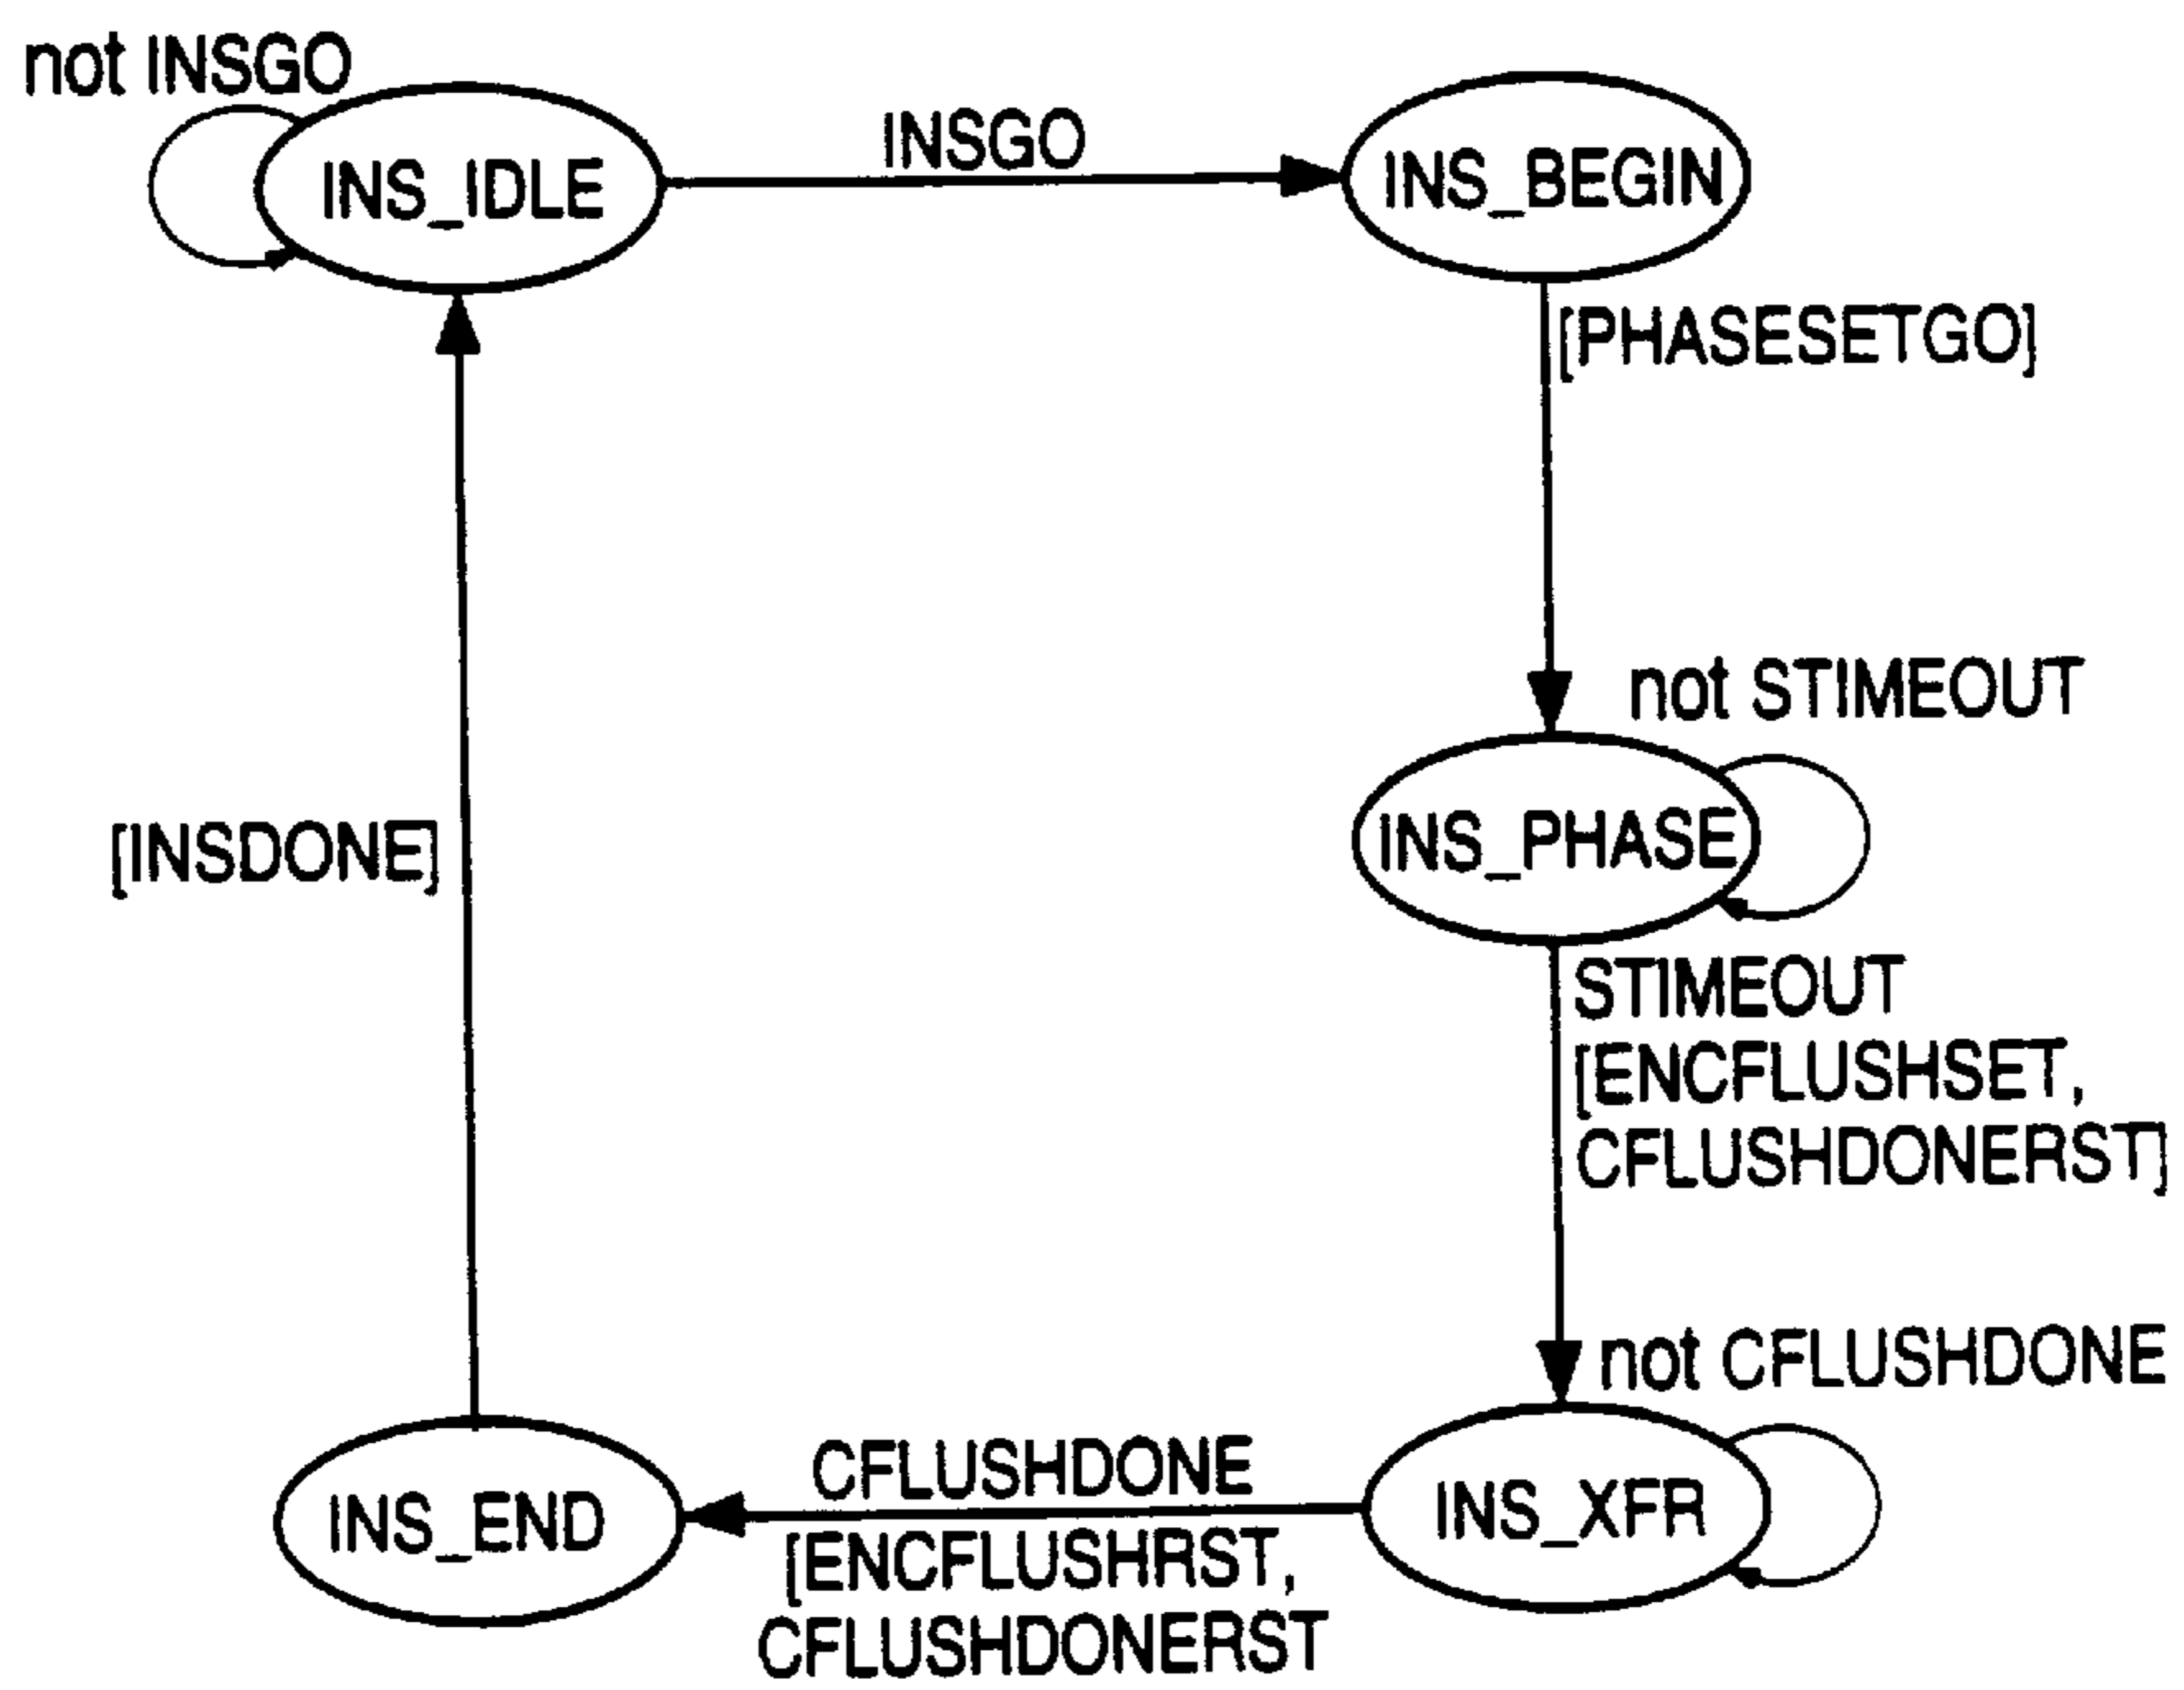 not INSGO
INS_IDLE
INSGO
INS_BEGIN
[PHASESETGO]
not STIMEOUT
INS_PHASE
[INSDONE]
STIMEOUT
[ENCFLUSHSET,
CFLUSHDONERST]
not CFLUSHDONE
INS_XFR
CFLUSHDONE
[ENCFLUSHRST,
CFLUSHDONERST
INS_END